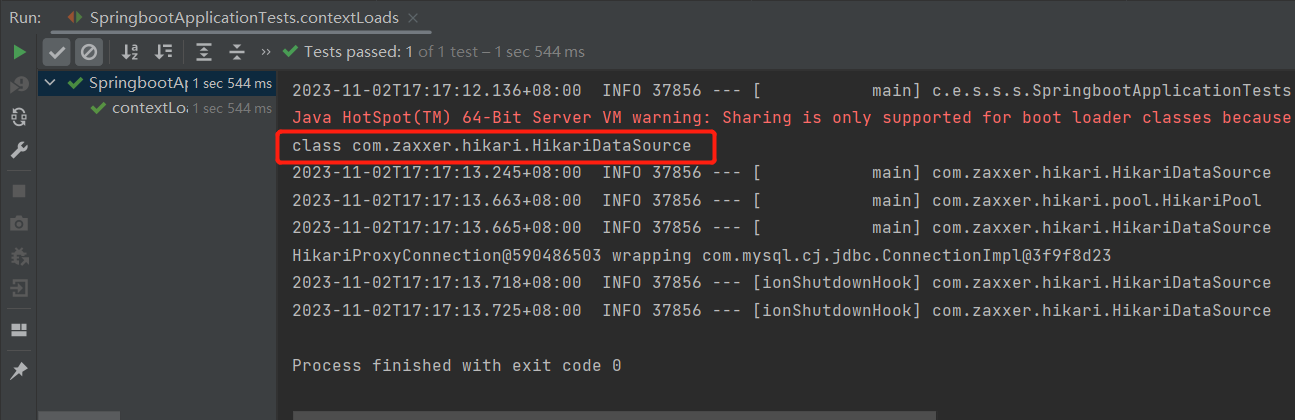 Run: SpringbootApplicationTests.contextLoads
Tests passed: 1 of 1 test – 1 sec 544 ms
SpringbootAp 1 sec 544 ms
contextLoa 1 sec 544 ms
2023-11-02T17:17:12.136+08:00  INFO 37856 --- [           main] c.e.s.s.s.SpringbootApplicationTests
Java HotSpot(TM) 64-Bit Server VM warning: Sharing is only supported for boot loader classes because
class com.zaxxer.hikari.HikariDataSource
2023-11-02T17:17:13.245+08:00  INFO 37856 --- [           main] com.zaxxer.hikari.HikariDataSource
2023-11-02T17:17:13.663+08:00  INFO 37856 --- [           main] com.zaxxer.hikari.pool.HikariPool
2023-11-02T17:17:13.665+08:00  INFO 37856 --- [           main] com.zaxxer.hikari.HikariDataSource
HikariProxyConnection@590486503 wrapping com.mysql.cj.jdbc.ConnectionImpl@3f9f8d23
2023-11-02T17:17:13.718+08:00  INFO 37856 --- [ionShutdownHook] com.zaxxer.hikari.HikariDataSource
2023-11-02T17:17:13.725+08:00  INFO 37856 --- [ionShutdownHook] com.zaxxer.hikari.HikariDataSource
Process finished with exit code 0